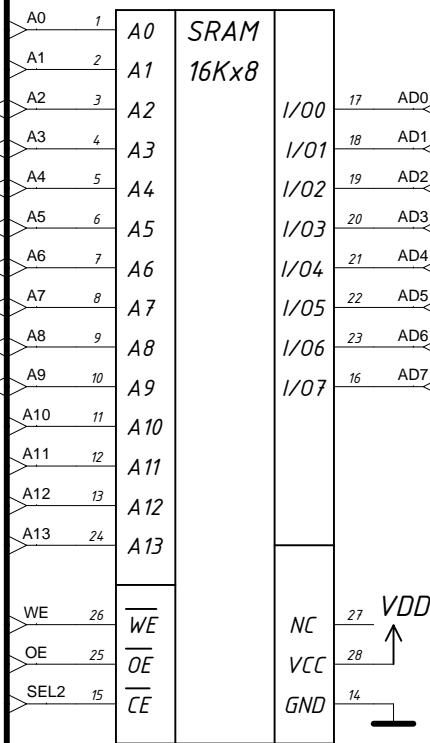 A0 1 A0 SRAM
A1 2 A1 16Kx8
A2 3 A2 I/O0 17 AD0
A3 4 A3 I/O1 18 AD1
A4 5 A4 I/O2 19 AD2
A5 6 A5 I/O3 20 AD3
A6 7 A6 I/O4 21 AD4
A7 8 A7 I/O5 22 AD5
A8 9 A8 I/O6 23 AD6
A9 10 A9 I/O7 16 AD7
A10 11 A10
A11 12 A11
A12 13 A12
A13 24 A13
WE 26 WE NC 27 VDD
OE 25 OE VCC 28
SEL2 15 CE GND 14